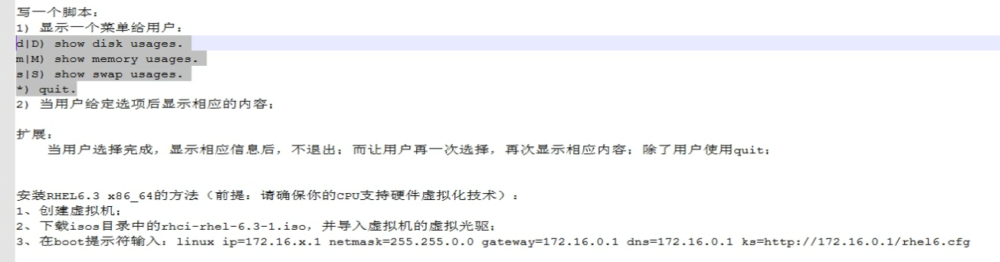 写一个脚本：
1) 显示一个菜单给用户：
d|D) show disk usages.
m|M) show memory usages.
s|S) show swap usages.
*) quit.
2) 当用户给定选项后显示相应的内容；
扩展：
当用户选择完成，显示相应信息后，不退出；而让用户再一次选择，再次显示相应内容；除了用户使用quit；
安装RHEL6.3 x86_64的方法（前提：请确保你的CPU支持硬件虚拟化技术）：
1、创建虚拟机；
2、下载isos目录中的rhci-rhel-6.3-1.iso，并导入虚拟机的虚拟光驱；
3、在boot提示符输入：linux ip=172.16.x.1 netmask=255.255.0.0 gateway=172.16.0.1 dns=172.16.0.1 ks=http://172.16.0.1/rhel6.cfg